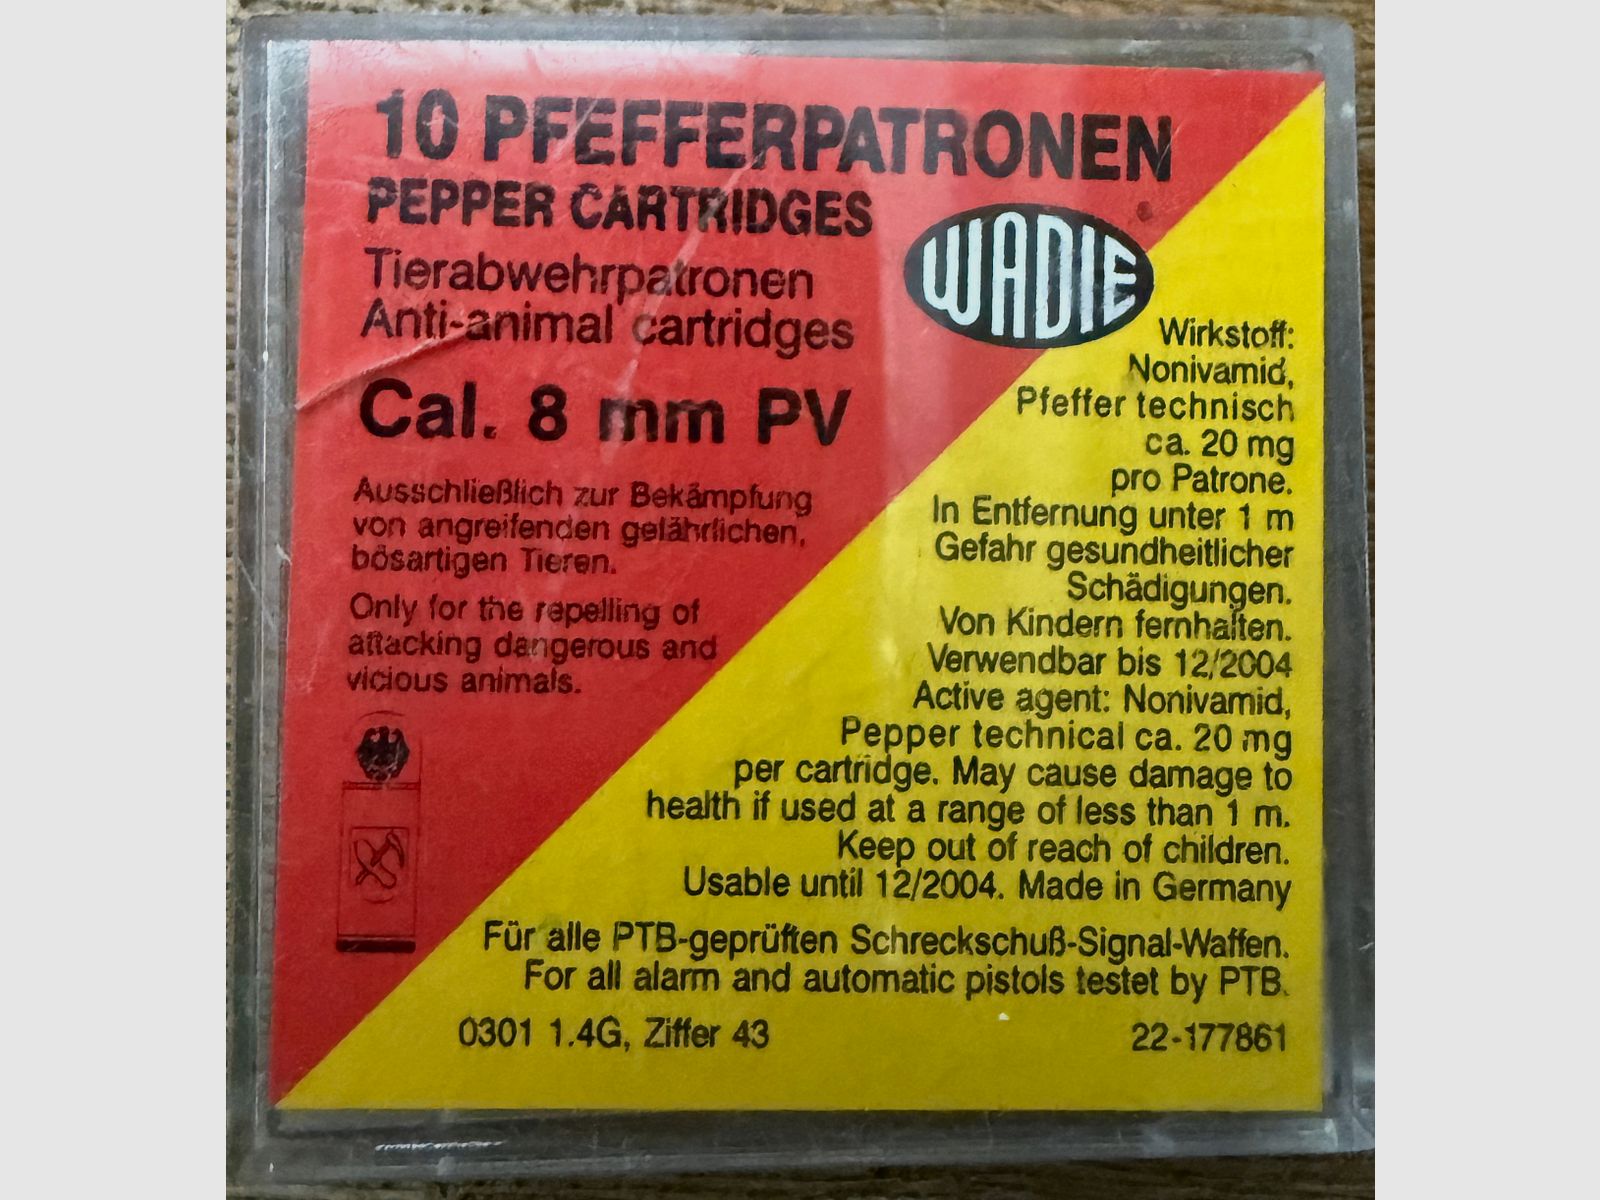 10 PFEFFERPATRONEN
PEPPER CARTRIDGES
Tierabwehrpatronen
Anti-animal cartridges
WADIE
Cal. 8 mm PV
Ausschließlich zur Bekämpfung
von angreifenden gefährlichen,
bösartigen Tieren.
Only for the repelling of
attacking dangerous and
vicious animals.
Wirkstoff:
Nonivamid,
Pfeffer technisch
ca. 20 mg
pro Patrone.
In Entfernung unter 1 m
Gefahr gesundheitlicher
Schädigungen.
Von Kindern fernhalten.
Verwendbar bis 12/2004
Active agent: Nonivamid,
Pepper technical ca. 20 mg
per cartridge. May cause damage to
health if used at a range of less than 1 m.
Keep out of reach of children.
Usable until 12/2004. Made in Germany
Für alle PTB-geprüften Schreckschuß-Signal-Waffen.
For all alarm and automatic pistols testet by PTB.
0301 1.4G, Ziffer 43
22-177861